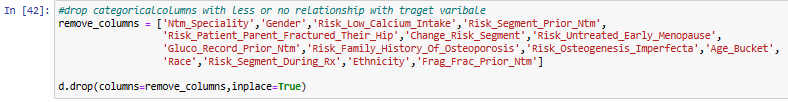 In [42]: #drop categoricalcolumns with less or no relationship with traget varibale
remove_columns = ['Ntm_Speciality','Gender','Risk_Low_Calcium_Intake','Risk_Segment_Prior_Ntm',
'Risk_Patient_Parent_Fractured_Their_Hip','Change_Risk_Segment','Risk_Untreated_Early_Menopause',
'Gluco_Record_Prior_Ntm','Risk_Family_History_Of_Osteoporosis','Risk_Osteogenesis_Imperfecta','Age_Bucket',
'Race','Risk_Segment_During_Rx','Ethnicity','Frag_Frac_Prior_Ntm']
d.drop(columns=remove_columns,inplace=True)